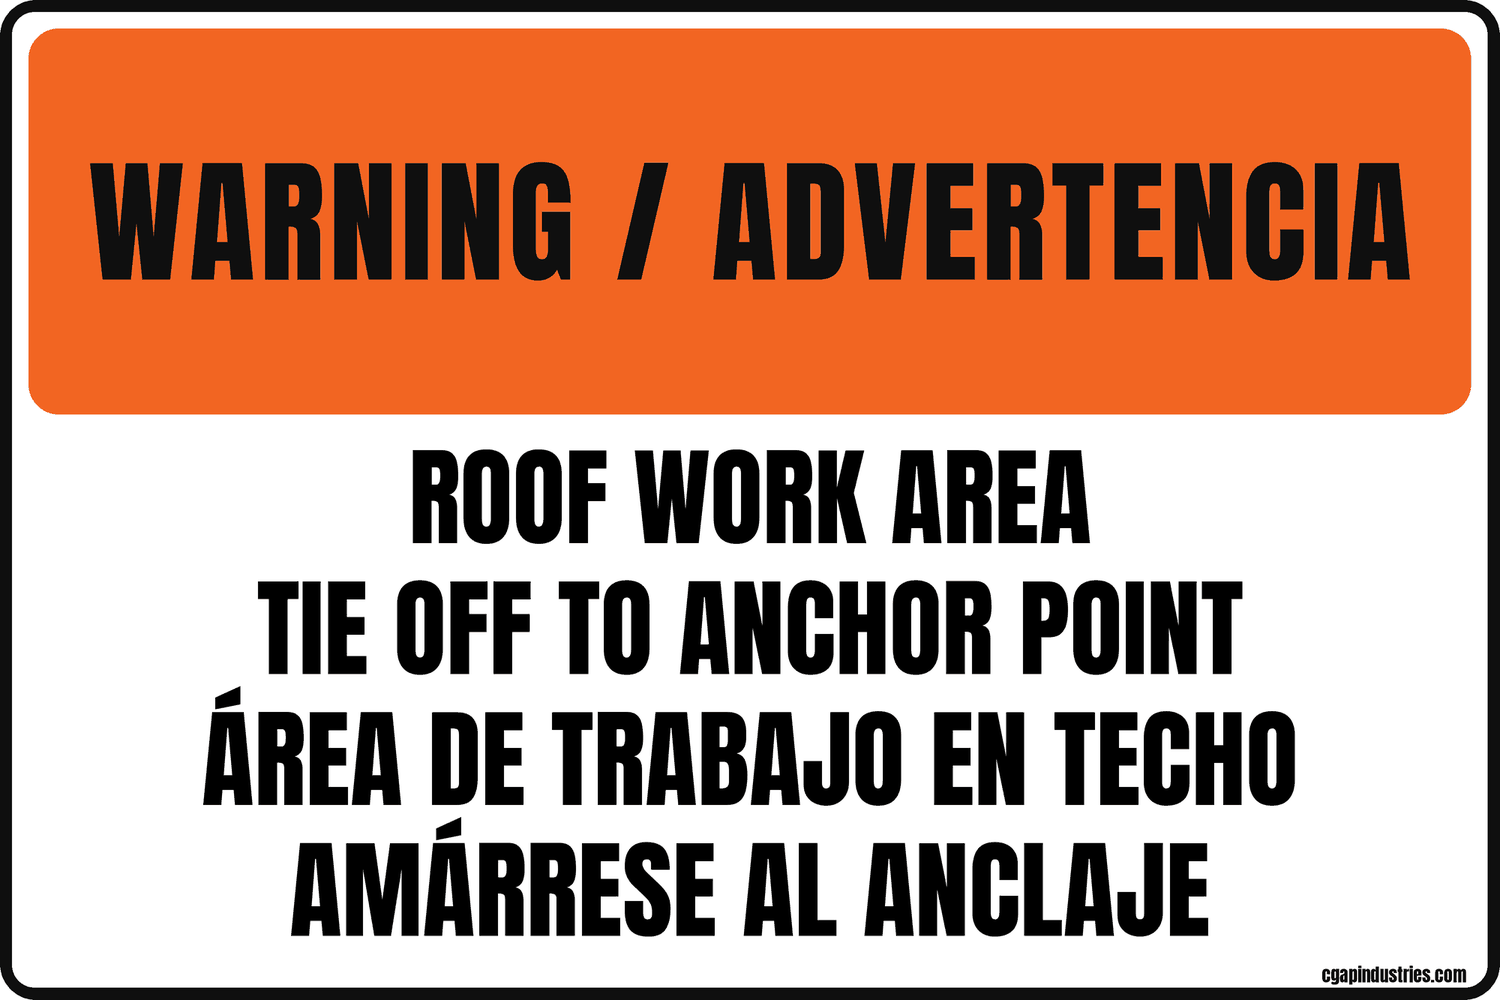 WARNING / ADVERTENCIA
ROOF WORK AREA
TIE OFF TO ANCHOR POINT
ÁREA DE TRABAJO EN TECHO
AMÁRRESE AL ANCLAJE
cgapindustries.com